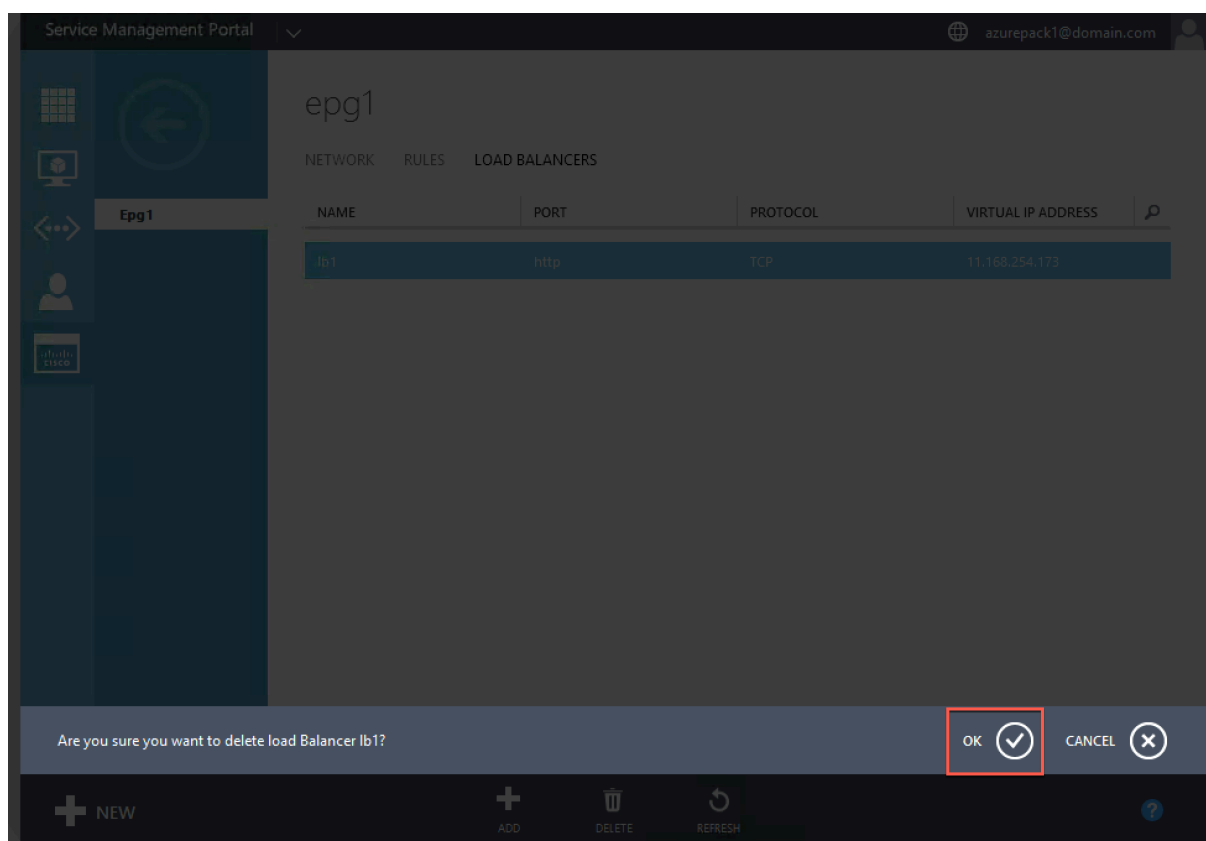 Service Management Portal
azurepack1@domain.com
epg1
NETWORK RULES LOAD BALANCERS
Epg1
NAME PORT PROTOCOL VIRTUAL IP ADDRESS
lb1 http TCP 11.168.254.173
cisco
Are you sure you want to delete load Balancer lb1?
OK CANCEL
NEW
ADD DELETE REFRESH
?